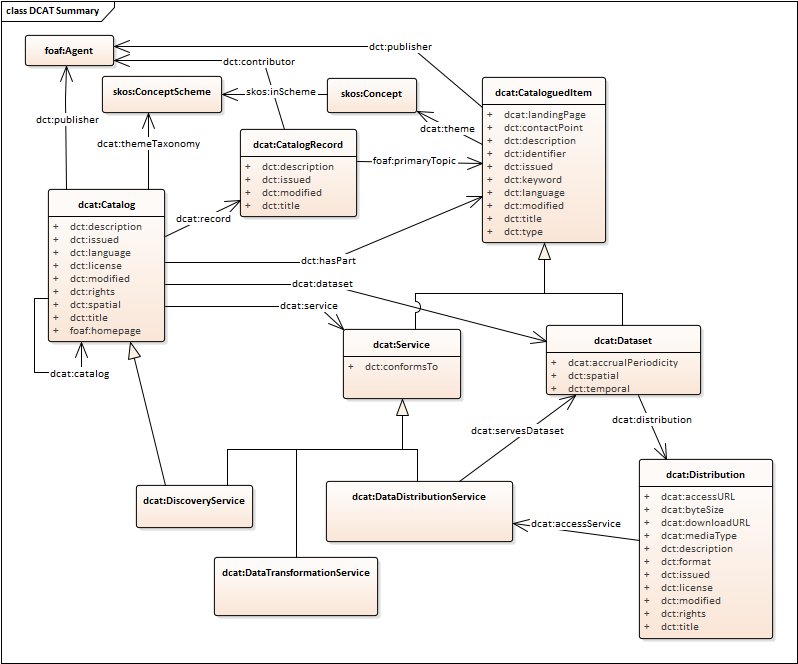 class DCAT Summary
foaf:Agent
dct:publisher
dct:contributor
skos:ConceptScheme
skos:inScheme
skos:Concept
dcat:CataloguedItem
+ dcat:landingPage
+ dct:contactPoint
+ dct:description
+ dct:identifier
+ dct:issued
+ dct:keyword
+ dct:language
+ dct:modified
+ dct:title
+ dct:type
dct:publisher
dcat:theme
dcat:themeTaxonomy
dcat:CatalogRecord
+ dct:description
+ dct:issued
+ dct:modified
+ dct:title
foaf:primaryTopic
dcat:Catalog
+ dct:description
+ dct:issued
+ dct:language
+ dct:license
+ dct:modified
+ dct:rights
+ dct:spatial
+ dct:title
+ foaf:homepage
dcat:record
dct:hasPart
dcat:dataset
dcat:service
dcat:catalog
dcat:Service
+ dct:conformsTo
dcat:Dataset
+ dcat:accrualPeriodicity
+ dct:spatial
+ dct:temporal
dcat:servesDataset
dcat:distribution
dcat:DiscoveryService
dcat:DataDistributionService
dcat:accessService
dcat:DataTransformationService
dcat:Distribution
+ dcat:accessURL
+ dct:byteSize
+ dcat:downloadURL
+ dcat:mediaType
+ dct:description
+ dct:format
+ dct:issued
+ dct:license
+ dct:modified
+ dct:rights
+ dct:title